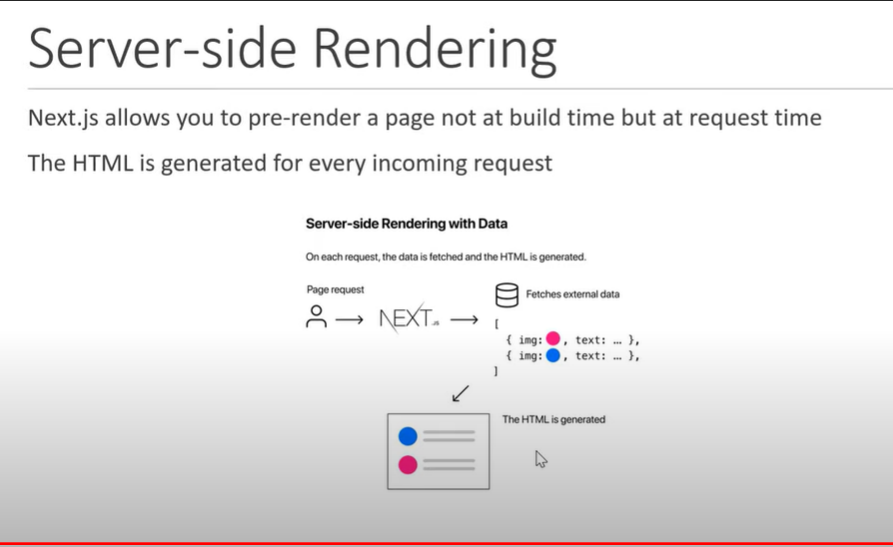 Server-side Rendering
Next.js allows you to pre-render a page not at build time but at request time
The HTML is generated for every incoming request
Server-side Rendering with Data
On each request, the data is fetched and the HTML is generated.
Page request
Fetches external data
NEXT.js
[
{ img: , text: … },
{ img: , text: … },
]
The HTML is generated